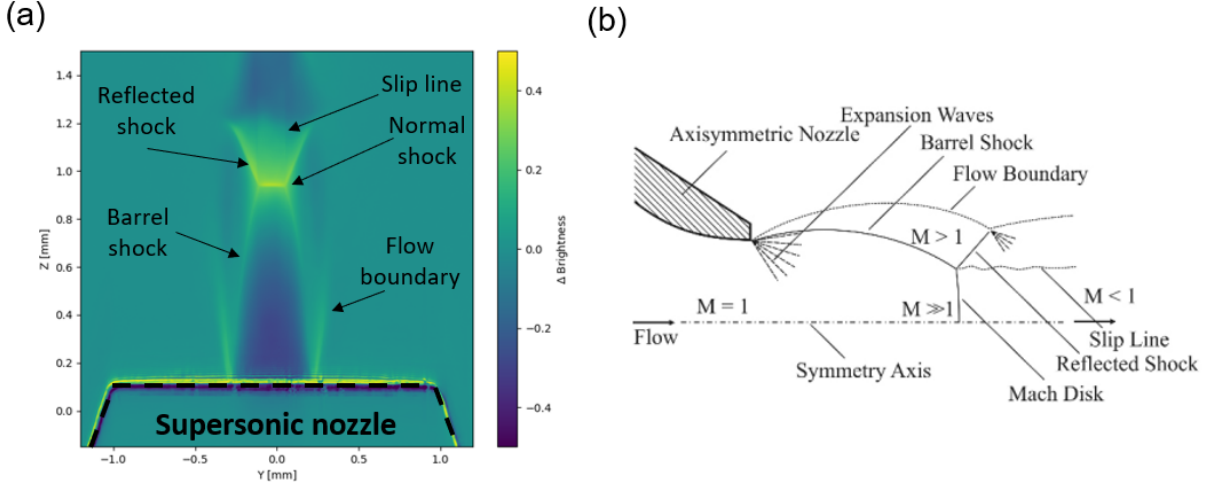 (a)
1.4
1.2
1.0
0.8
0.6
0.4
0.2
0.0
Z [mm]
−1.0
−0.5
0.0
0.5
1.0
Y [mm]
Reflected
shock
Slip line
Normal
shock
Barrel
shock
Flow
boundary
Supersonic nozzle
0.4
0.2
0.0
−0.2
−0.4
Δ Brightness
(b)
Expansion Waves
Axisymmetric Nozzle
Barrel Shock
Flow Boundary
M > 1
M = 1
M ≫1
M < 1
Flow
Slip Line
Reflected Shock
Symmetry Axis
Mach Disk